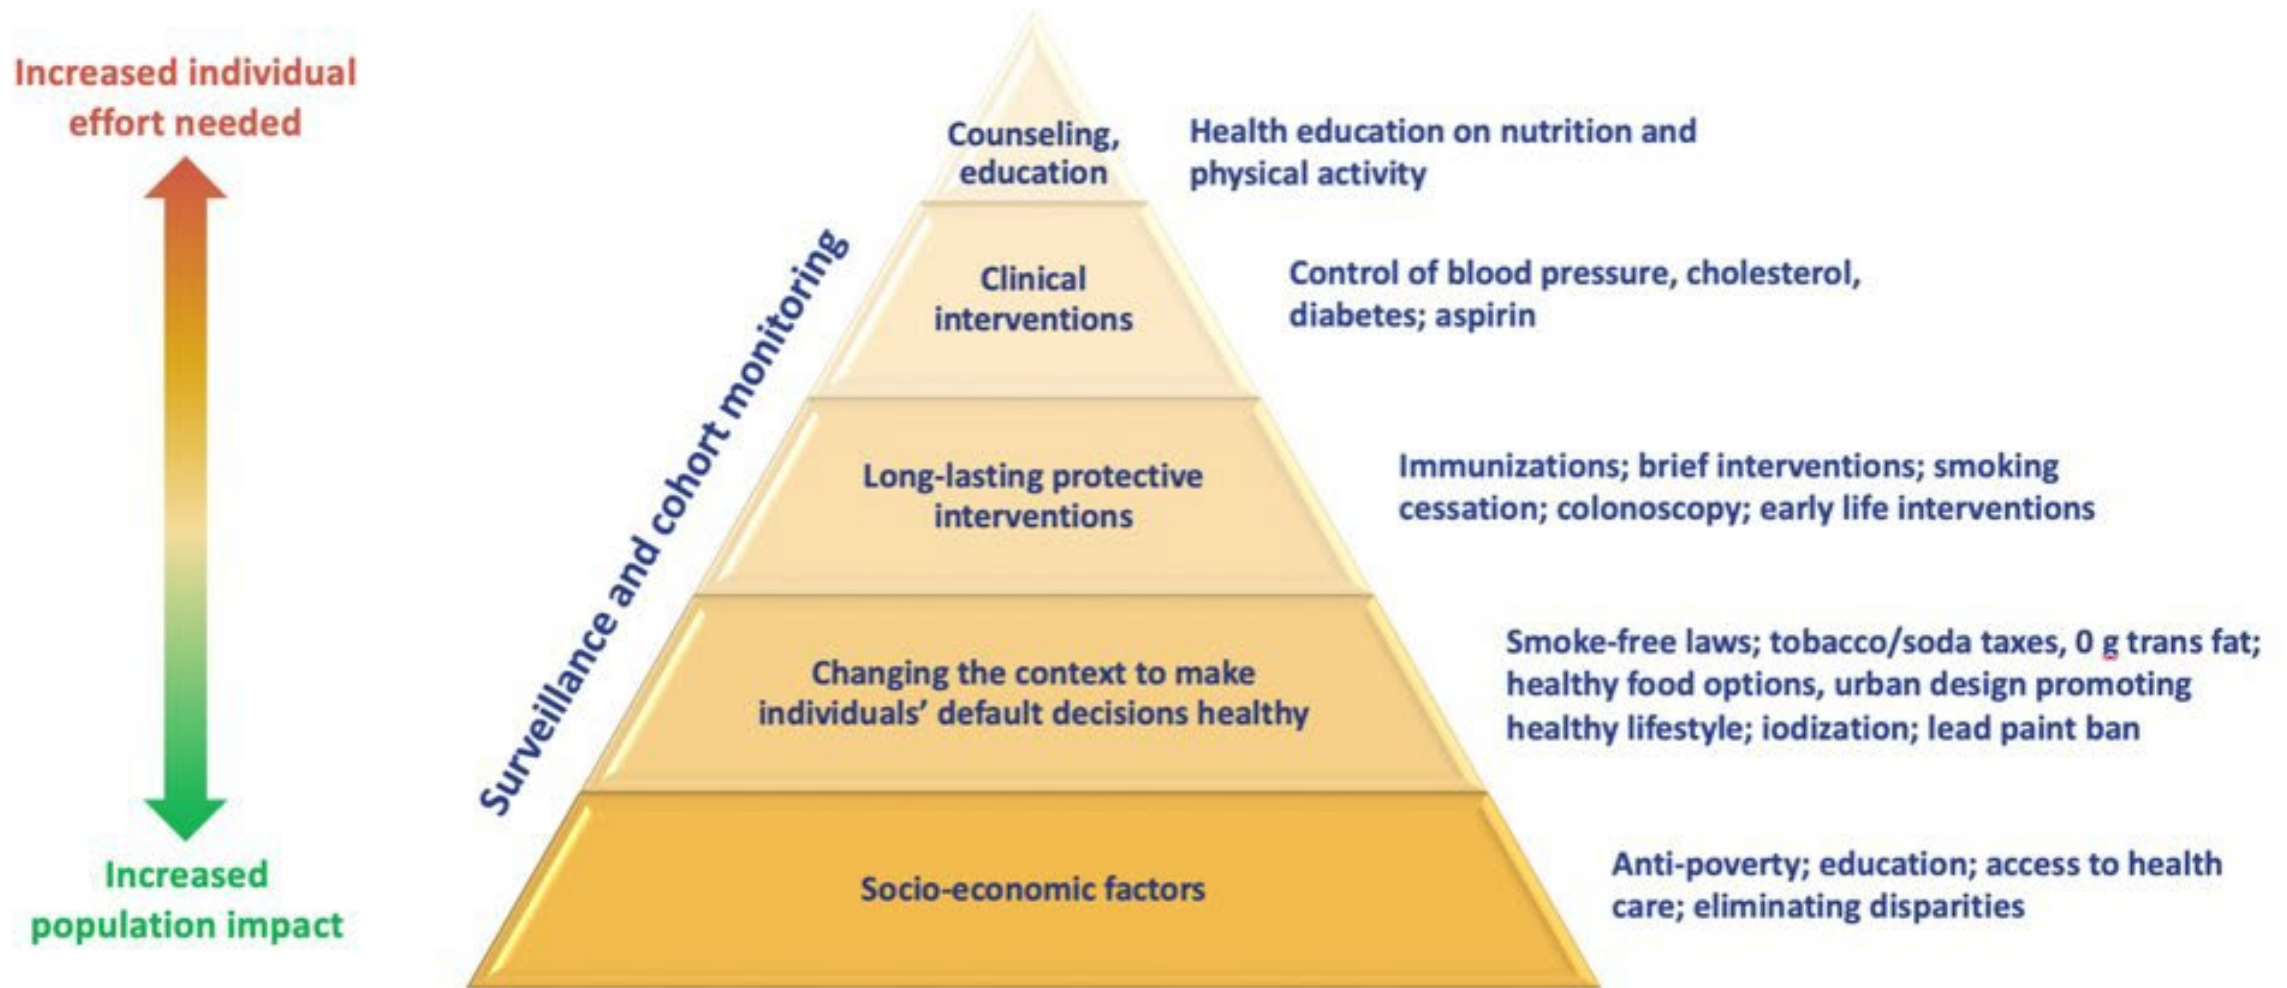 Increased individual
effort needed
Increased
population impact
Surveillance and cohort monitoring
Counseling,
education
Health education on nutrition and
physical activity
Clinical
interventions
Control of blood pressure, cholesterol,
diabetes; aspirin
Long-lasting protective
interventions
Immunizations; brief interventions; smoking
cessation; colonoscopy; early life interventions
Changing the context to make
individuals’ default decisions healthy
Smoke-free laws; tobacco/soda taxes, 0 g trans fat;
healthy food options, urban design promoting
healthy lifestyle; iodization; lead paint ban
Socio-economic factors
Anti-poverty; education; access to health
care; eliminating disparities